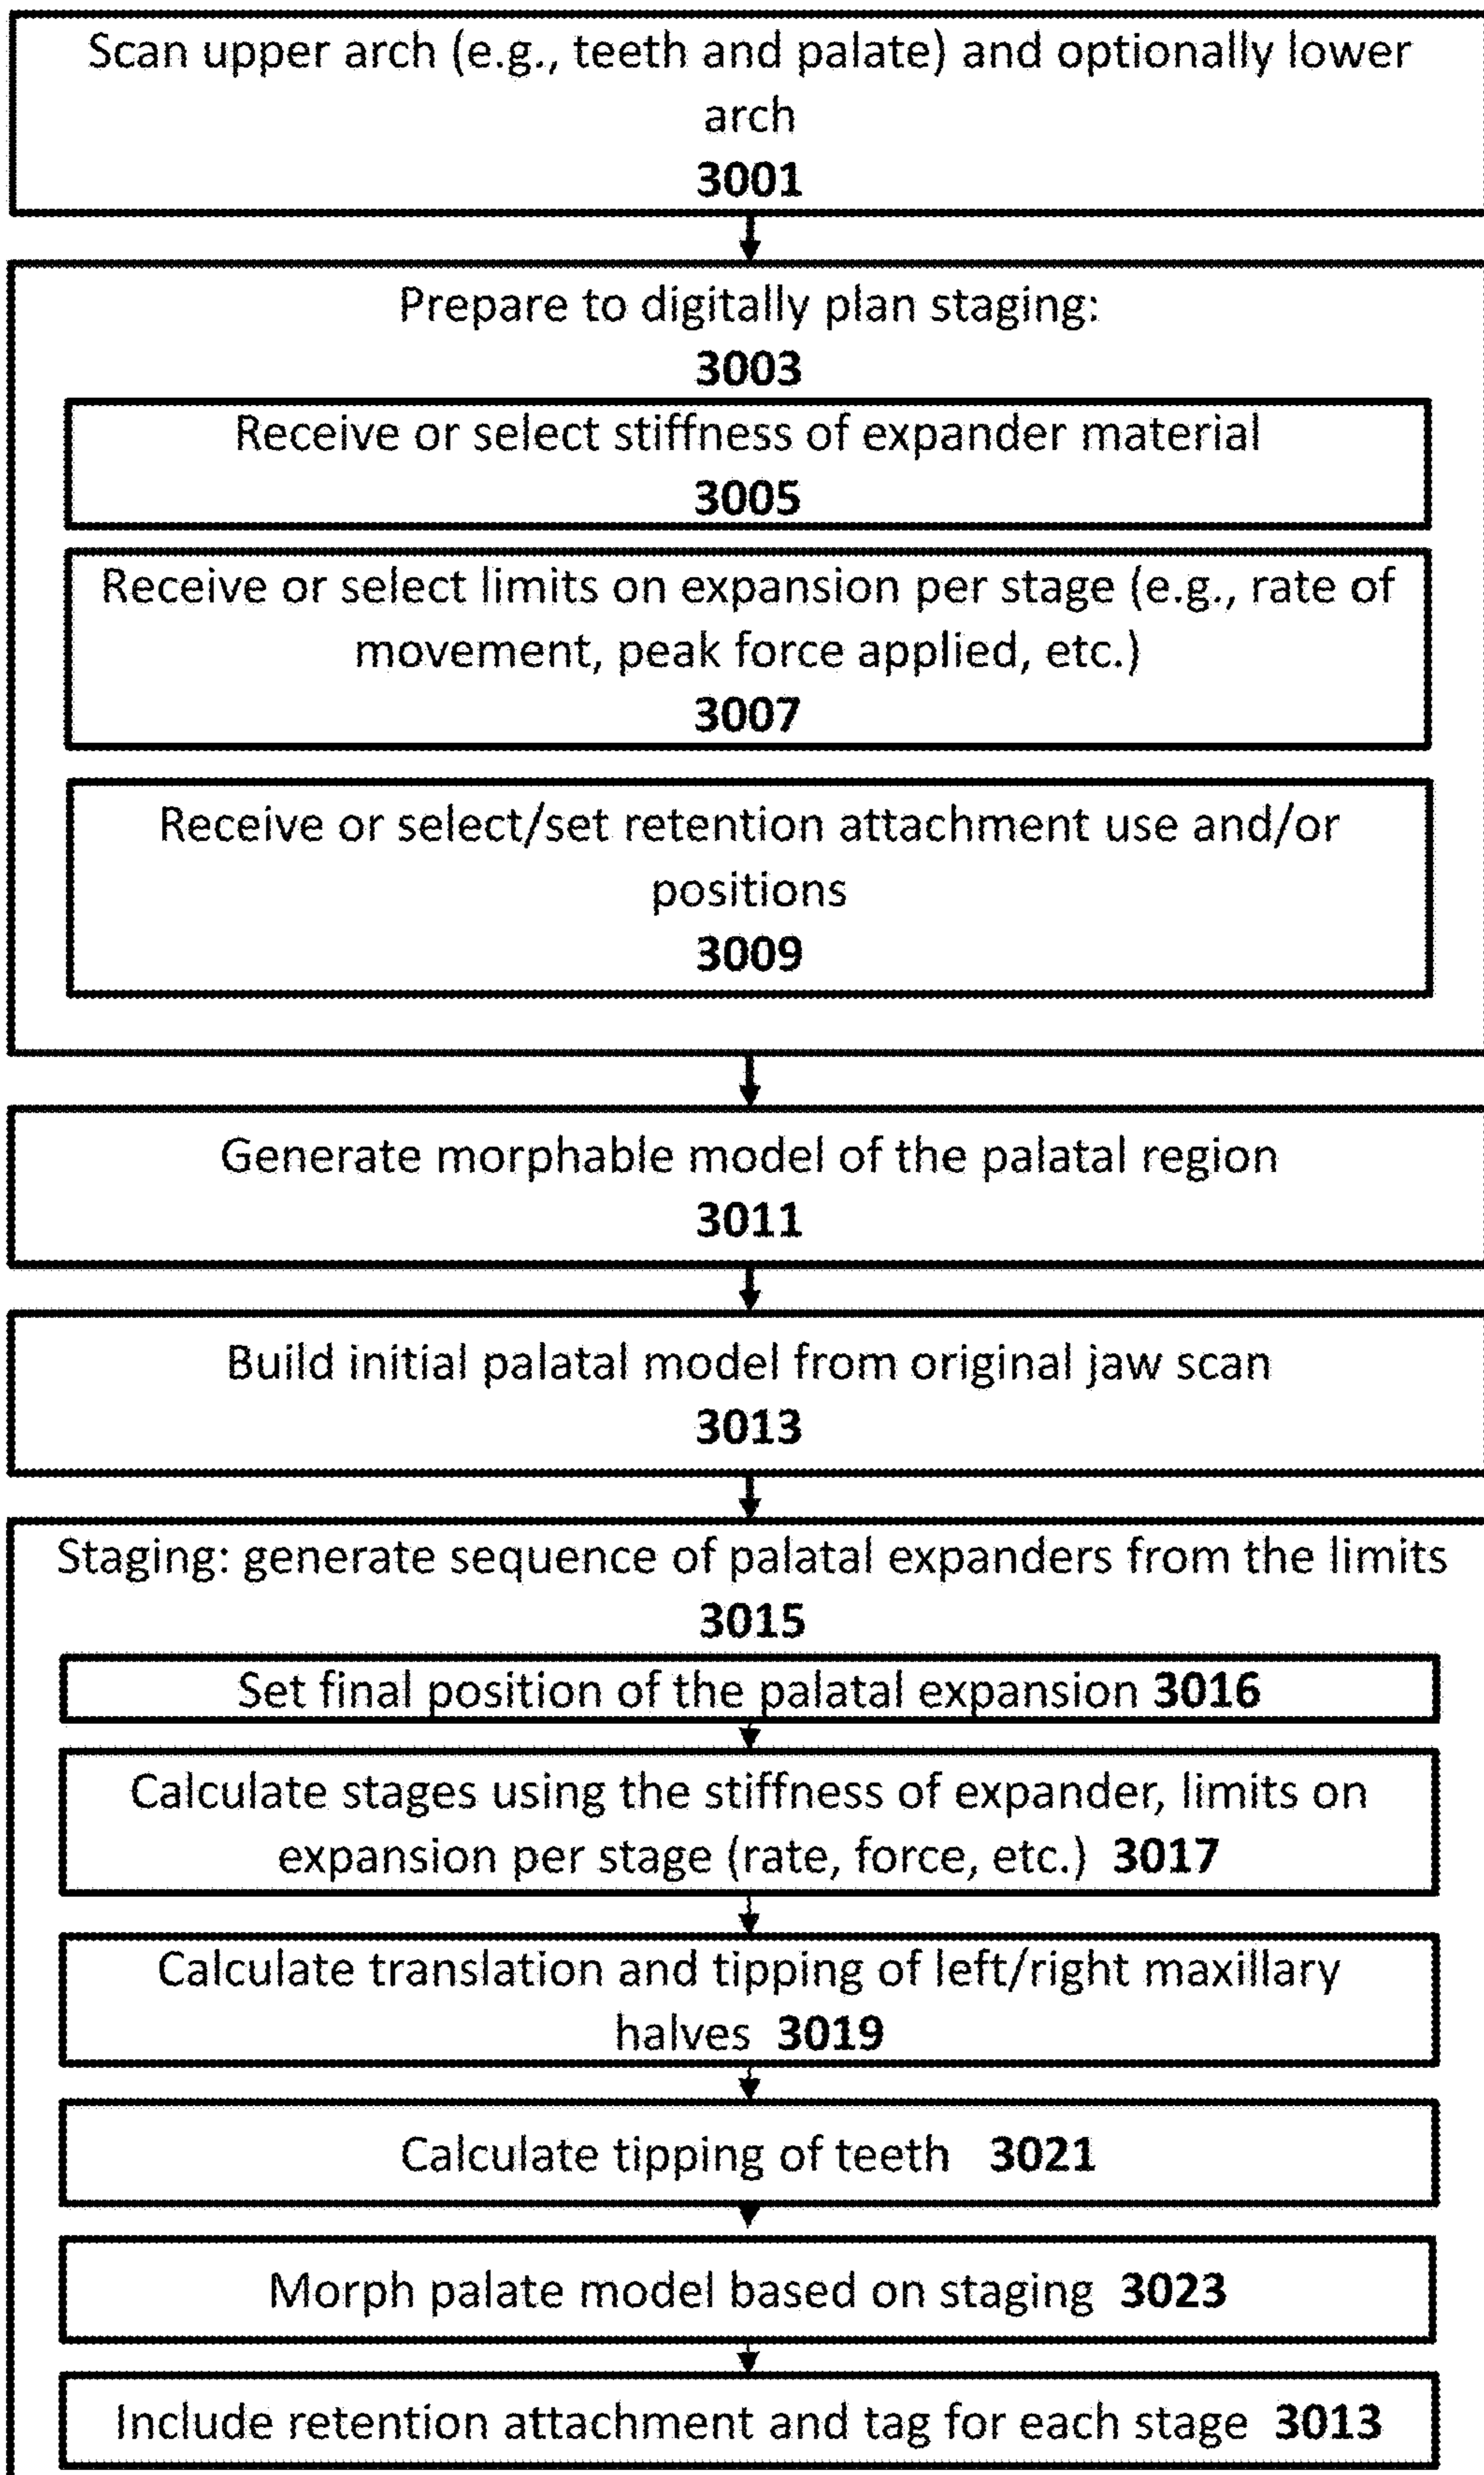 Scan upper arch (e.g., teeth and palate) and optionally lower
arch
3001
Prepare to digitally plan staging:
3003
Receive or select stiffness of expander material
3005
Receive or select limits on expansion per stage (e.g., rate of
movement, peak force applied, etc.)
3007
Receive or select/set retention attachment use and/or
positions
3009
Generate morphable model of the palatal region
3011
Build initial palatal model from original jaw scan
3013
Staging: generate sequence of palatal expanders from the limits
3015
Set final position of the palatal expansion 3016
Calculate stages using the stiffness of expander, limits on
expansion per stage (rate, force, etc.) 3017
Calculate translation and tipping of left/right maxillary
halves 3019
Calculate tipping of teeth 3021
Morph palate model based on staging 3023
Include retention attachment and tag for each stage 3013